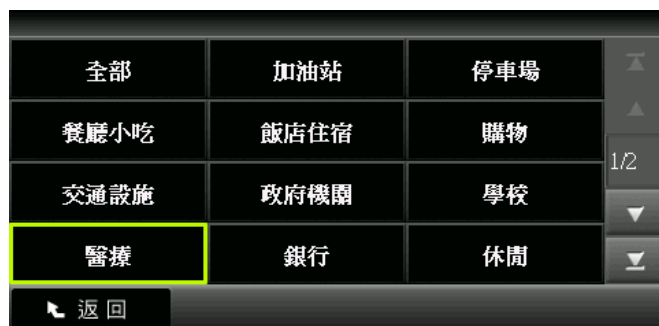 全部 加油站 停車場
餐廳小吃 飯店住宿 購物
1/2
交通設施 政府機關 學校
醫療 銀行 休閒
返回